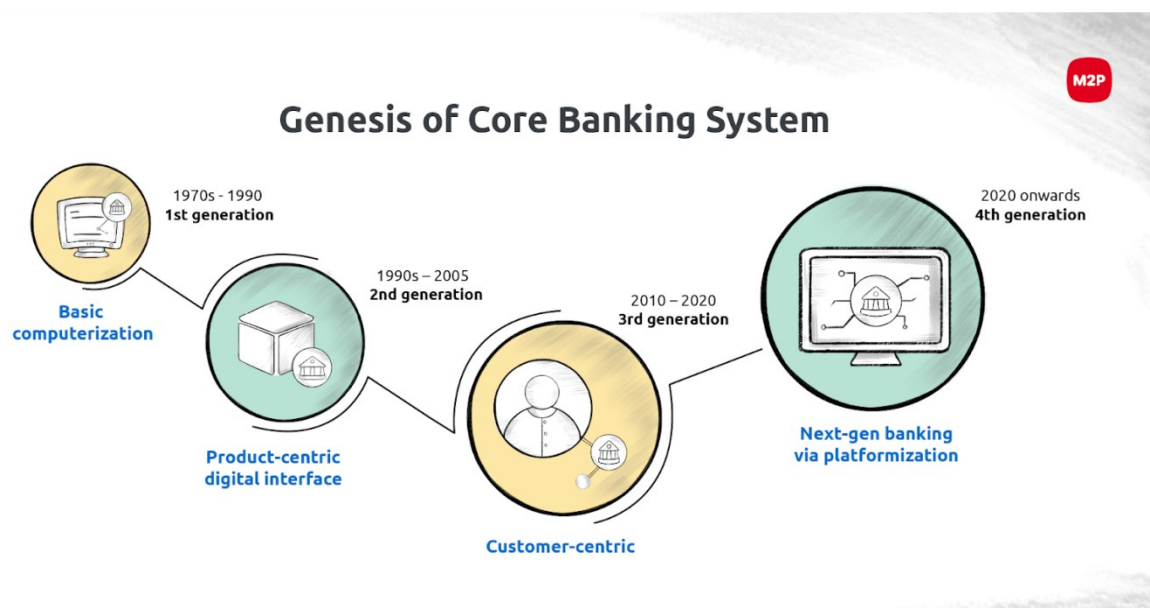 M2P
Genesis of Core Banking System
1970s - 1990
1st generation
Basic
computerization
1990s – 2005
2nd generation
Product-centric
digital interface
2010 – 2020
3rd generation
Customer-centric
2020 onwards
4th generation
Next-gen banking
via platformization